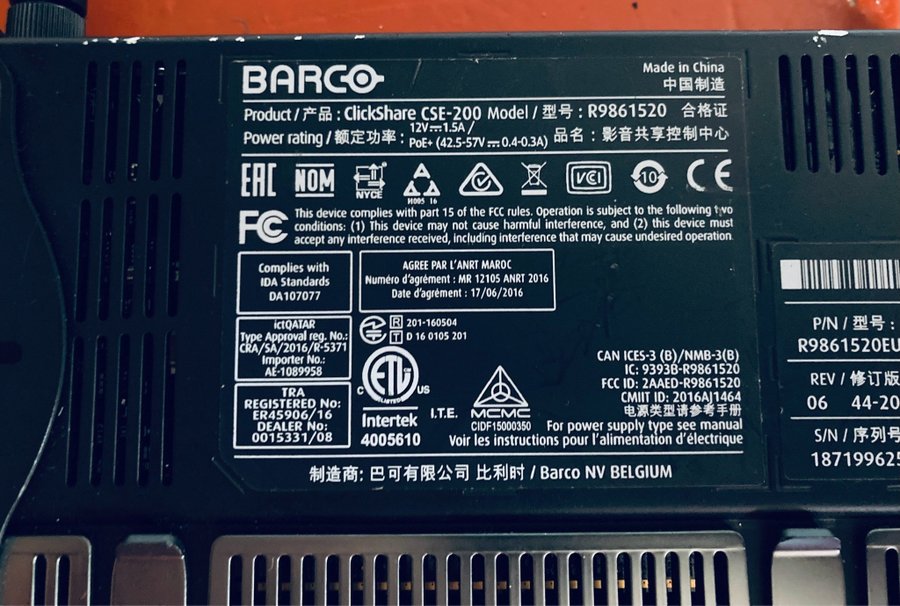 BARCO
Made in China
中国制造
Product / 产品 : ClickShare CSE-200 Model / 型号 : R9861520 合格证
Power rating / 额定功率 : 12V⎓1.5A / PoE+ (42.5-57V⎓0.4-0.3A) 品名 : 影音共享控制中心
EAC NOM NYCE A И005 16 VCI 10 CE
FC This device complies with part 15 of the FCC rules. Operation is subject to the following two
conditions: (1) This device may not cause harmful interference, and (2) this device must
accept any interference received, including interference that may cause undesired operation.
Complies with
IDA Standards
DA107077
AGREE PAR L'ANRT MAROC
Numéro d'agrément : MR 12105 ANRT 2016
Date d'agrément : 17/06/2016
ictQATAR
Type Approval reg. No.:
CRA/SA/2016/R-5371
Importer No.:
AE-1089958
R 201-160504
T D 16 0105 201
TRA
REGISTERED No:
ER45906/16
DEALER No:
0015331/08
C ETL US
LISTED
Intertek
4005610
I.T.E.
MCMC
CIDF15000350
CAN ICES-3 (B)/NMB-3(B)
IC: 9393B-R9861520
FCC ID: 2AAED-R9861520
CMIIT ID: 2016AJ1464
电源类型请参考手册
For power supply type see manual
Voir les instructions pour l'alimentation d'électrique
制造商: 巴可有限公司 比利时 / Barco NV BELGIUM
P/N / 型号 :
R9861520EU
REV / 修订版
06 44-20
S/N / 序列号
187199625